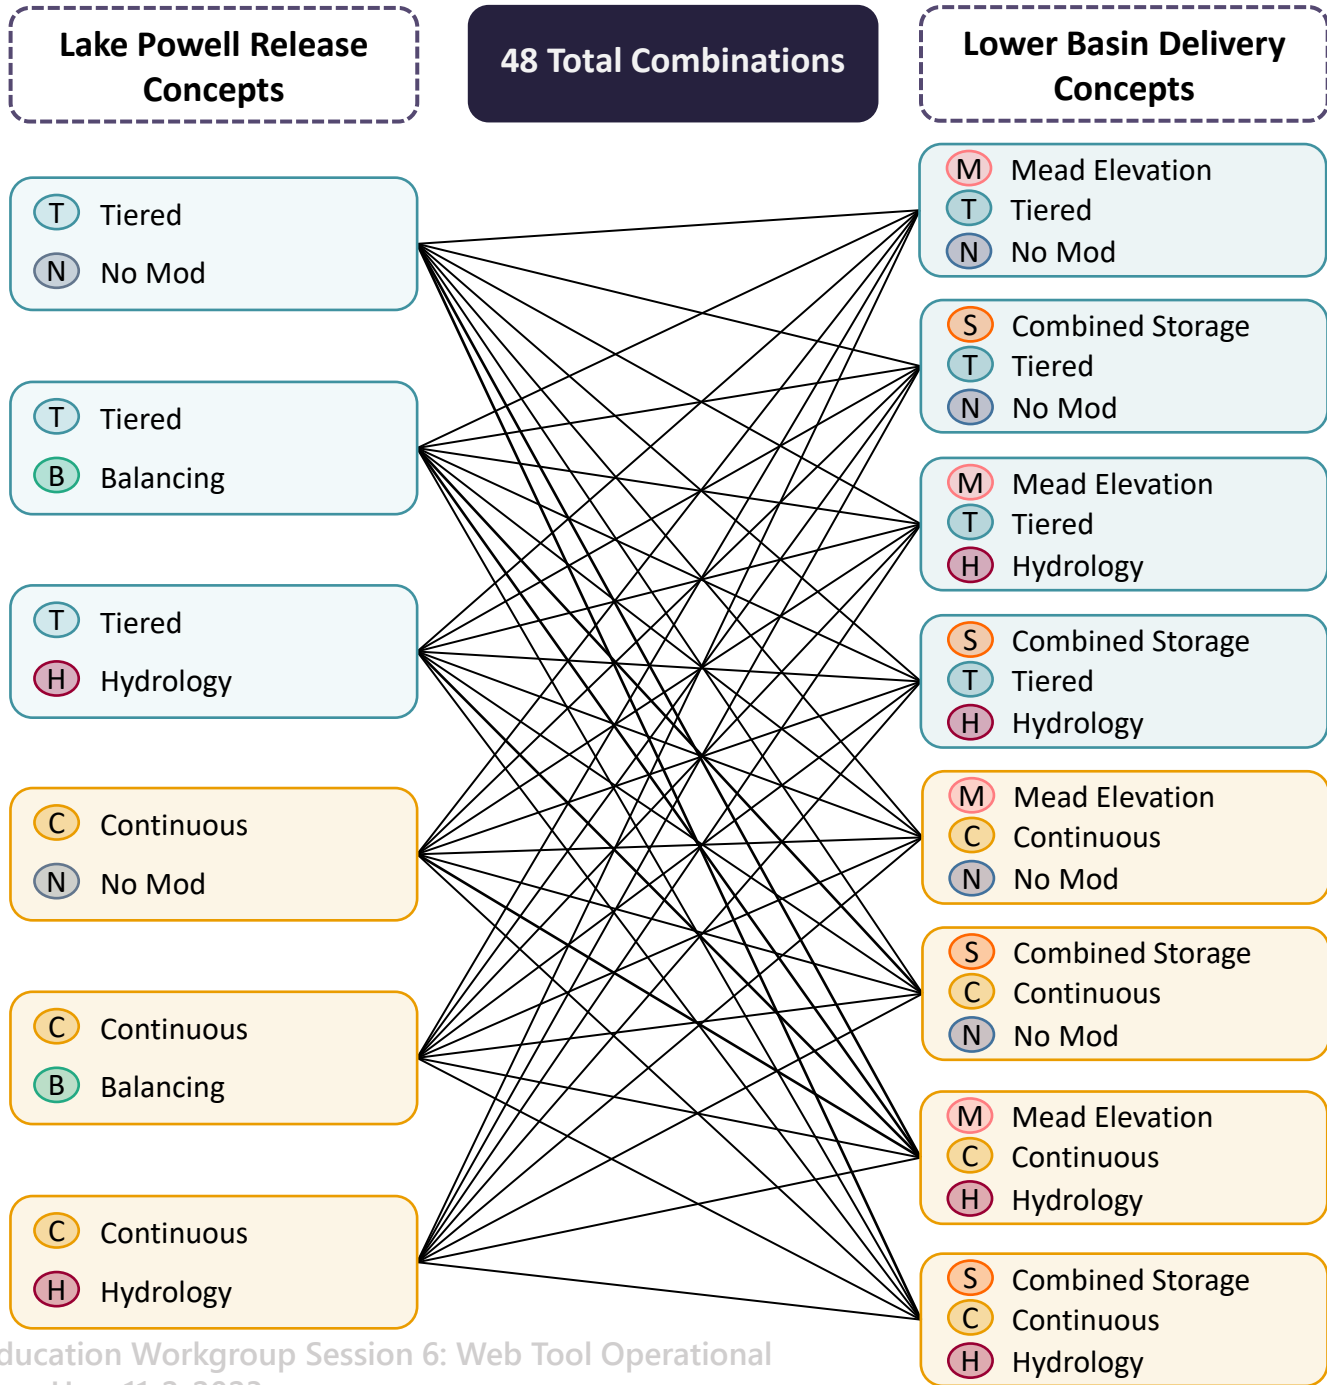 Lake Powell Release
Concepts
48 Total Combinations
Lower Basin Delivery
Concepts
T Tiered
N No Mod
T Tiered
B Balancing
T Tiered
H Hydrology
C Continuous
N No Mod
C Continuous
B Balancing
C Continuous
H Hydrology
M Mead Elevation
T Tiered
N No Mod
S Combined Storage
T Tiered
N No Mod
M Mead Elevation
T Tiered
H Hydrology
S Combined Storage
T Tiered
H Hydrology
M Mead Elevation
C Continuous
N No Mod
S Combined Storage
C Continuous
N No Mod
M Mead Elevation
C Continuous
H Hydrology
S Combined Storage
C Continuous
H Hydrology
ducation Workgroup Session 6: Web Tool Operational